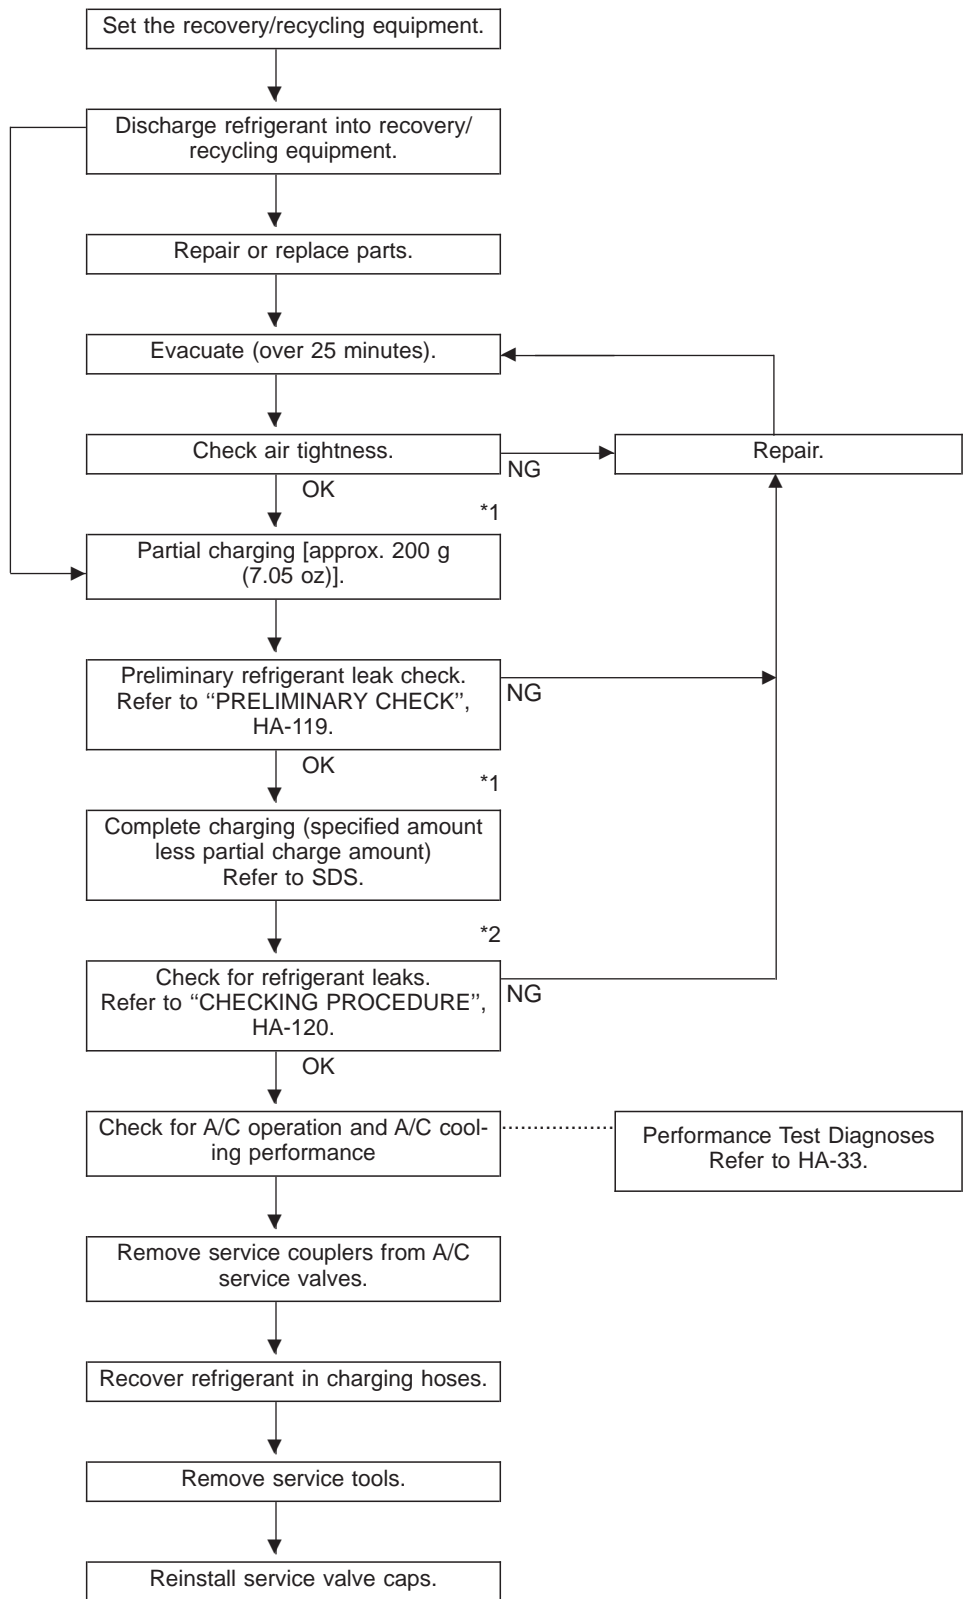 Set the recovery/recycling equipment.
Discharge refrigerant into recovery/
recycling equipment.
Repair or replace parts.
Evacuate (over 25 minutes).
Check air tightness.
NG
Repair.
OK
*1
Partial charging [approx. 200 g
(7.05 oz)].
Preliminary refrigerant leak check.
Refer to ‘‘PRELIMINARY CHECK’’,
HA-119.
NG
OK
*1
Complete charging (specified amount
less partial charge amount)
Refer to SDS.
*2
Check for refrigerant leaks.
Refer to ‘‘CHECKING PROCEDURE’’,
HA-120.
NG
OK
Check for A/C operation and A/C cool-
ing performance
Performance Test Diagnoses
Refer to HA-33.
Remove service couplers from A/C
service valves.
Recover refrigerant in charging hoses.
Remove service tools.
Reinstall service valve caps.